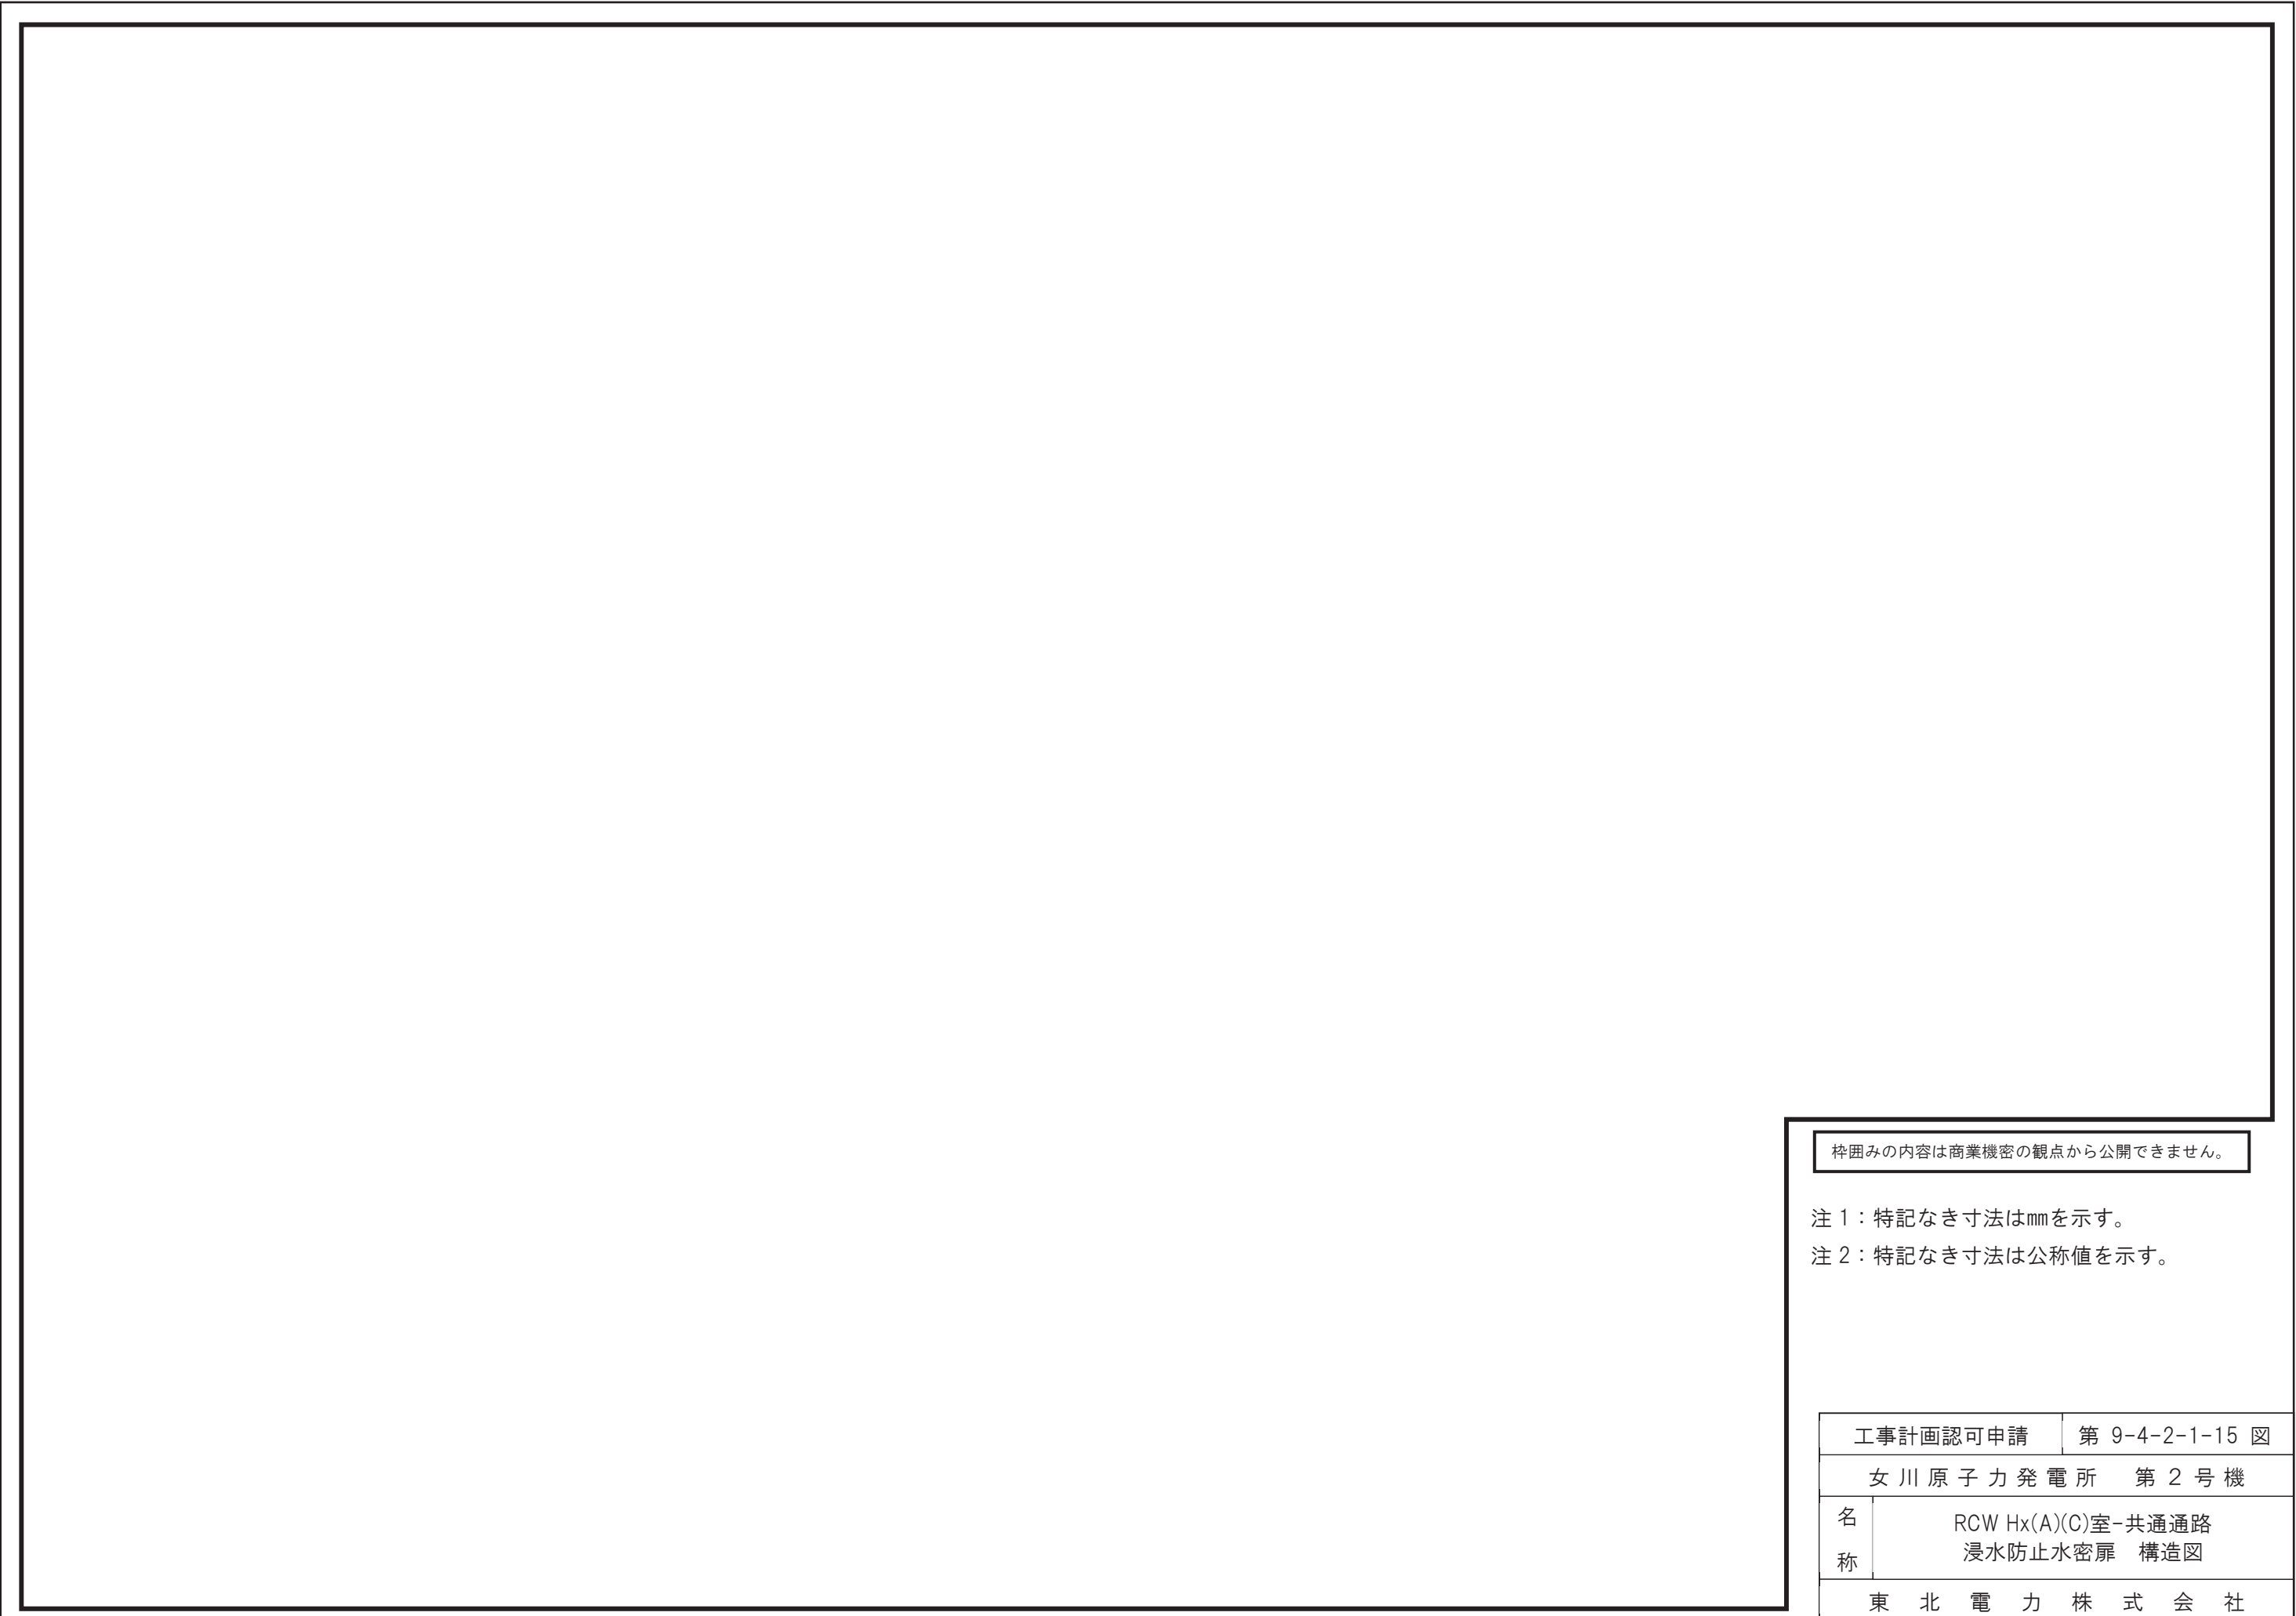 枠囲みの内容は商業機密の観点から公開できません。
注1：特記なき寸法は㎜を示す。
注2：特記なき寸法は公称値を示す。
工事計画認可申請 第 9-4-2-1-15 図
女川原子力発電所 第2号機
名称
RCW Hx(A)(C)室-共通通路
浸水防止水密扉 構造図
東北電力株式会社